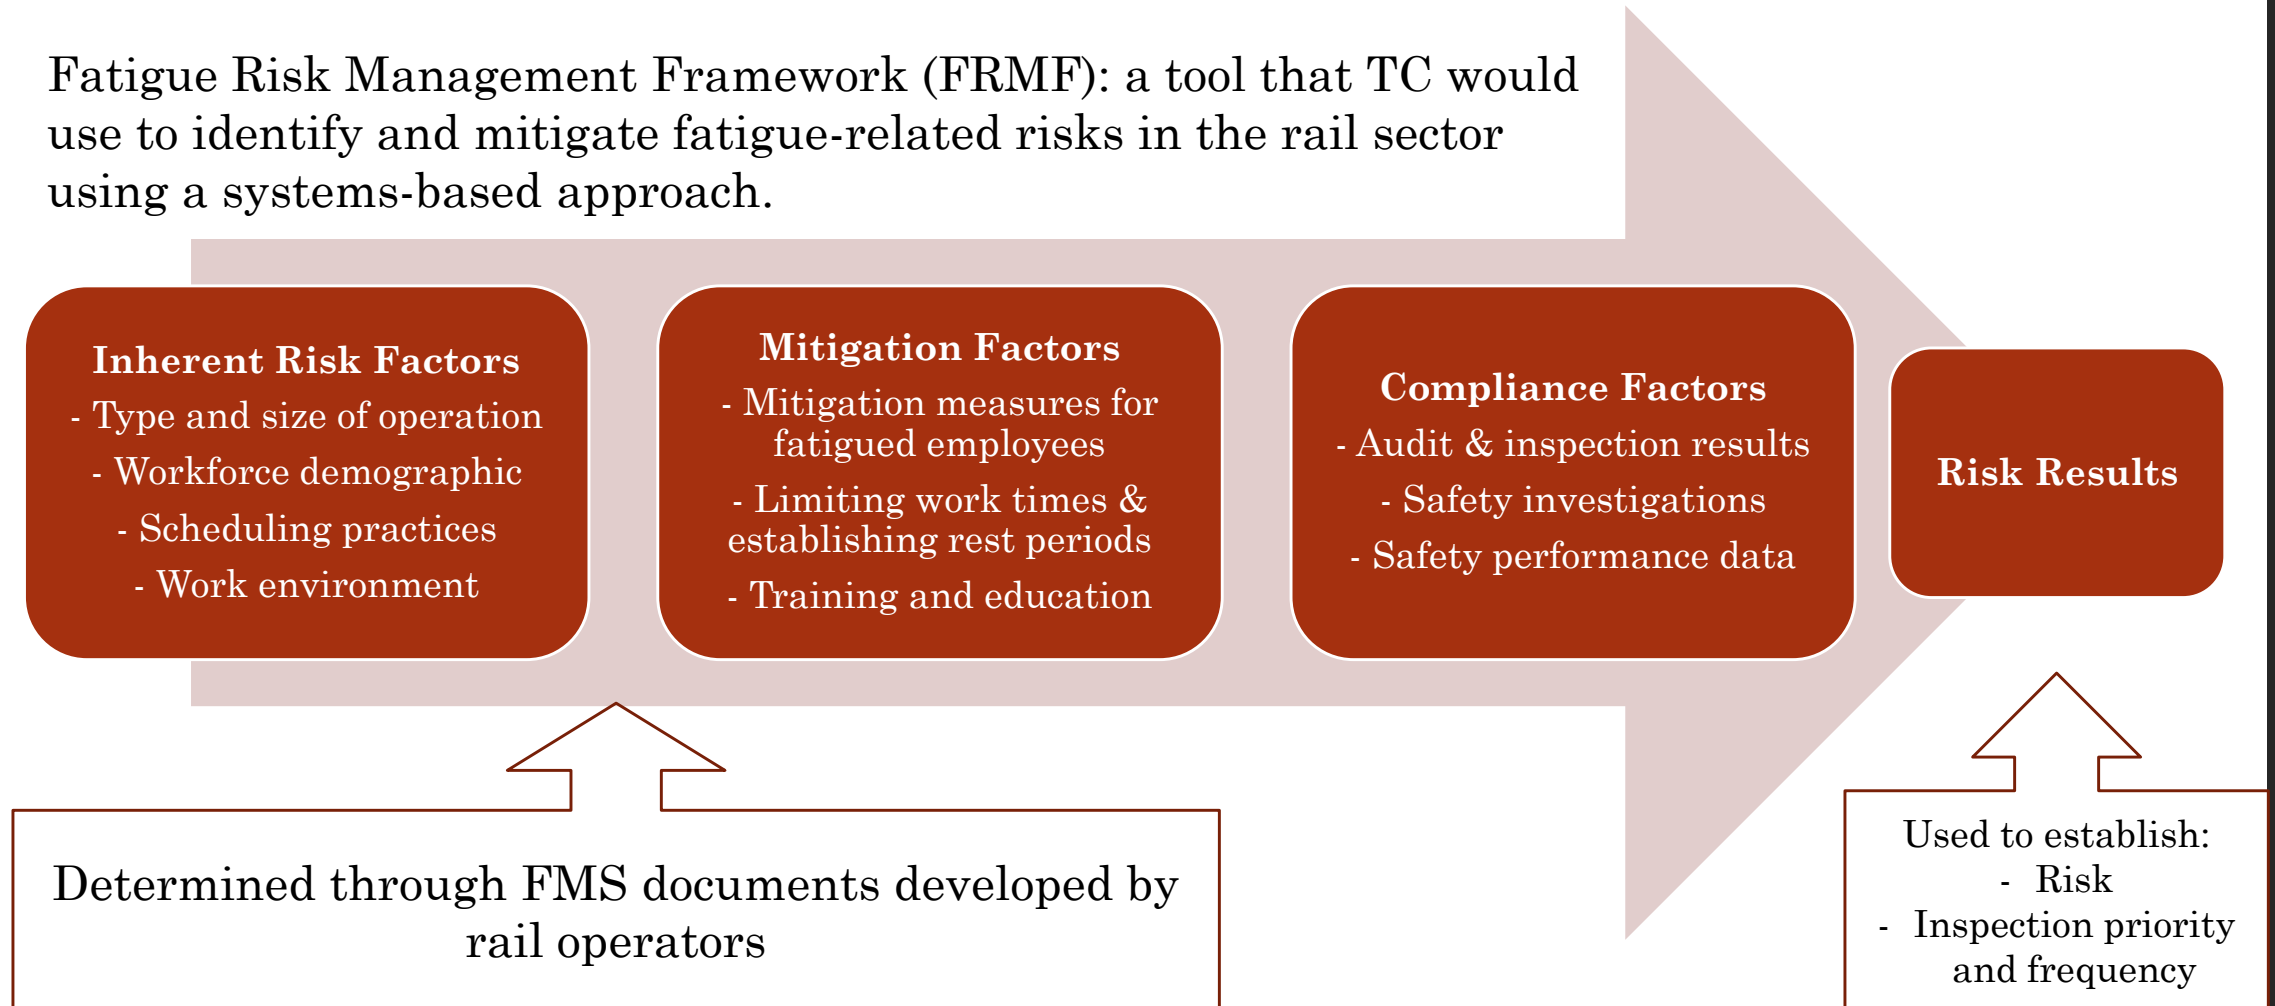 Fatigue Risk Management Framework (FRMF): a tool that TC would
use to identify and mitigate fatigue-related risks in the rail sector
using a systems-based approach.
Inherent Risk Factors
- Type and size of operation
- Workforce demographic
- Scheduling practices
- Work environment
Mitigation Factors
- Mitigation measures for
fatigued employees
- Limiting work times &
establishing rest periods
- Training and education
Compliance Factors
- Audit & inspection results
- Safety investigations
- Safety performance data
Risk Results
Determined through FMS documents developed by
rail operators
Used to establish:
- Risk
- Inspection priority
and frequency